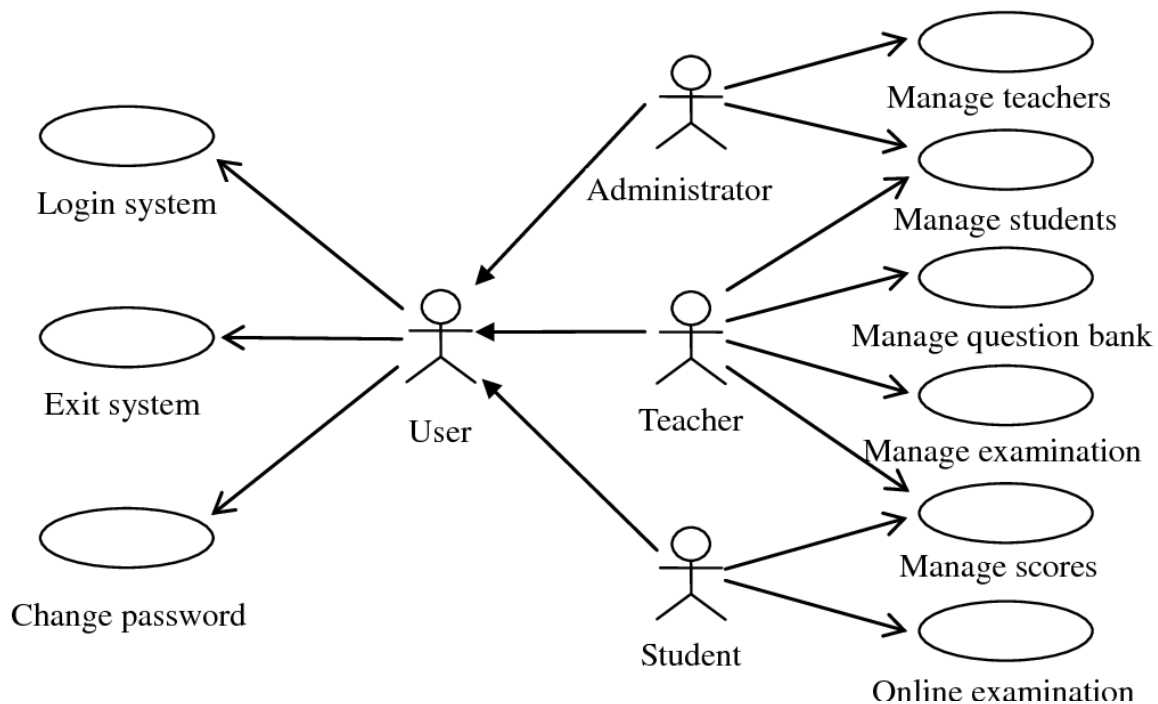 Manage teachers
Administrator
Login system
Manage students
Manage question bank
Exit system
User
Teacher
Manage examination
Manage scores
Change password
Student
Online examination